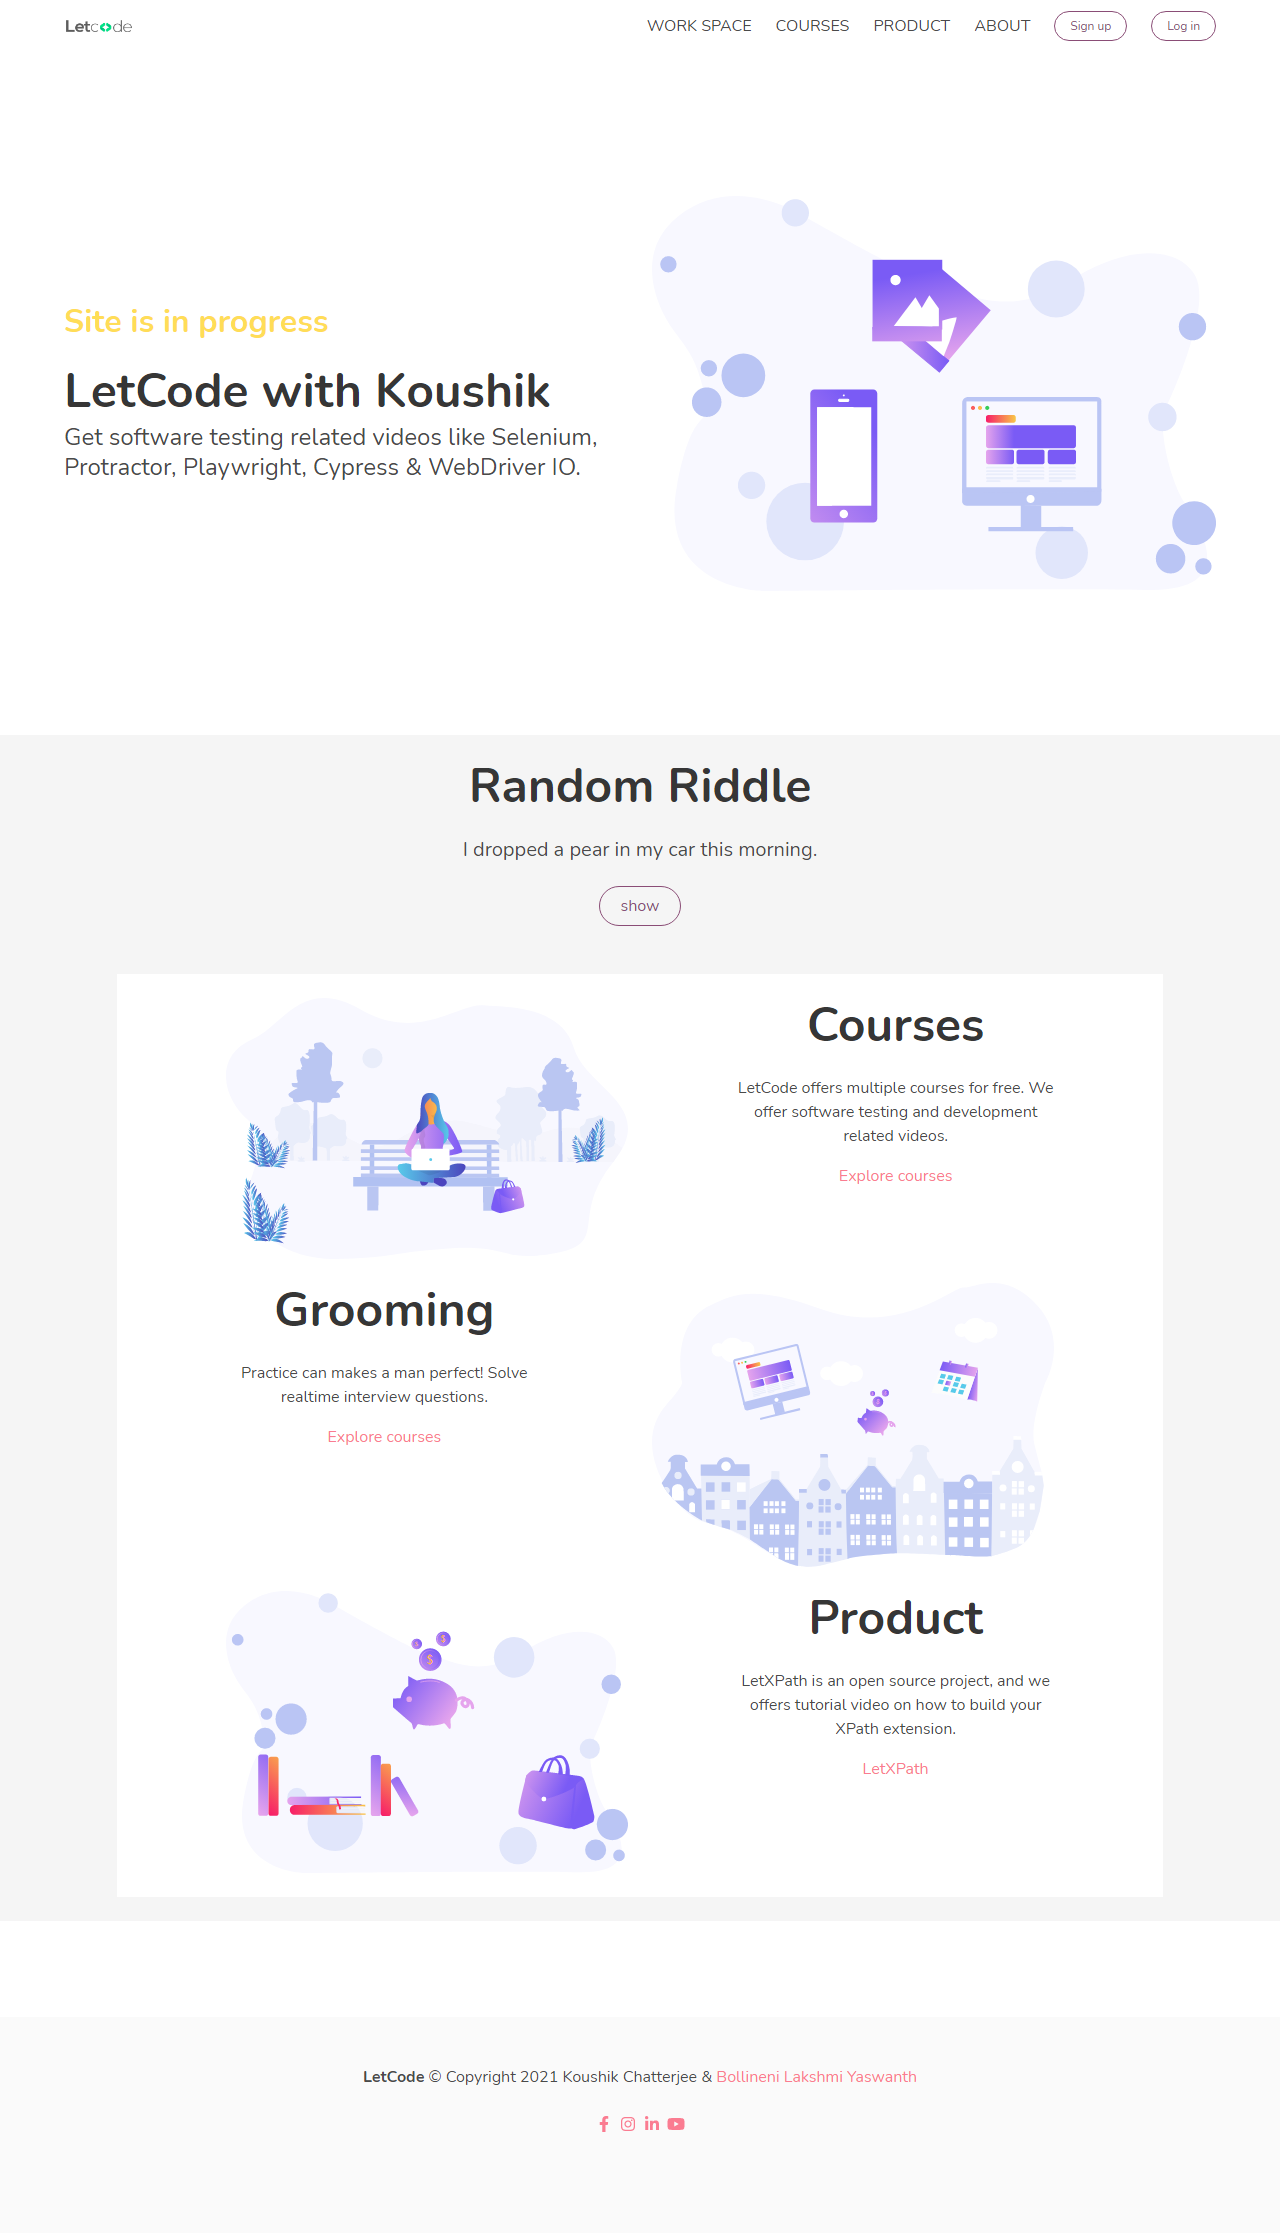 Letcode
WORK SPACE COURSES PRODUCT ABOUT Sign up Log in
Site is in progress
LetCode with Koushik
Get software testing related videos like Selenium,
Protractor, Playwright, Cypress & WebDriver IO.
Random Riddle
I dropped a pear in my car this morning.
show
Courses
LetCode offers multiple courses for free. We
offer software testing and development
related videos.
Explore courses
Grooming
Practice can makes a man perfect! Solve
realtime interview questions.
Explore courses
Product
LetXPath is an open source project, and we
offers tutorial video on how to build your
XPath extension.
LetXPath
LetCode © Copyright 2021 Koushik Chatterjee & Bollineni Lakshmi Yaswanth